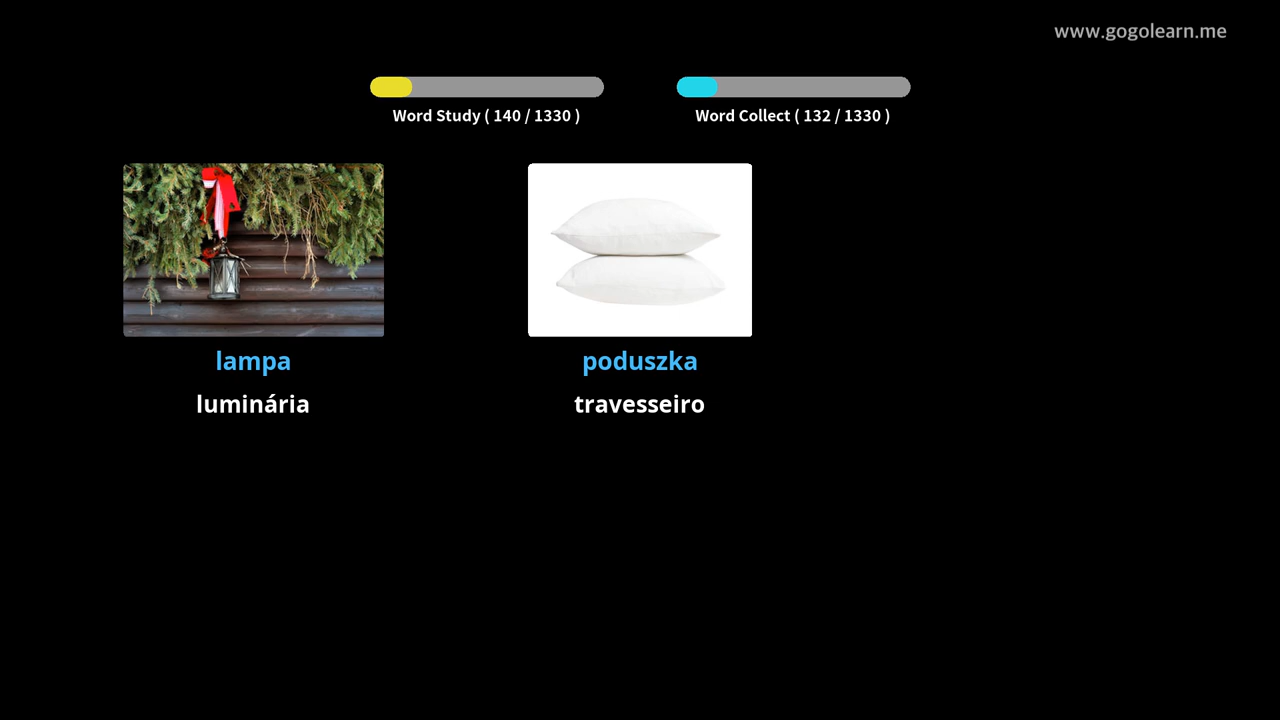 www.gogolearn.me
Word Study ( 140 / 1330 )
Word Collect ( 132 / 1330 )
lampa
luminária
poduszka
travesseiro